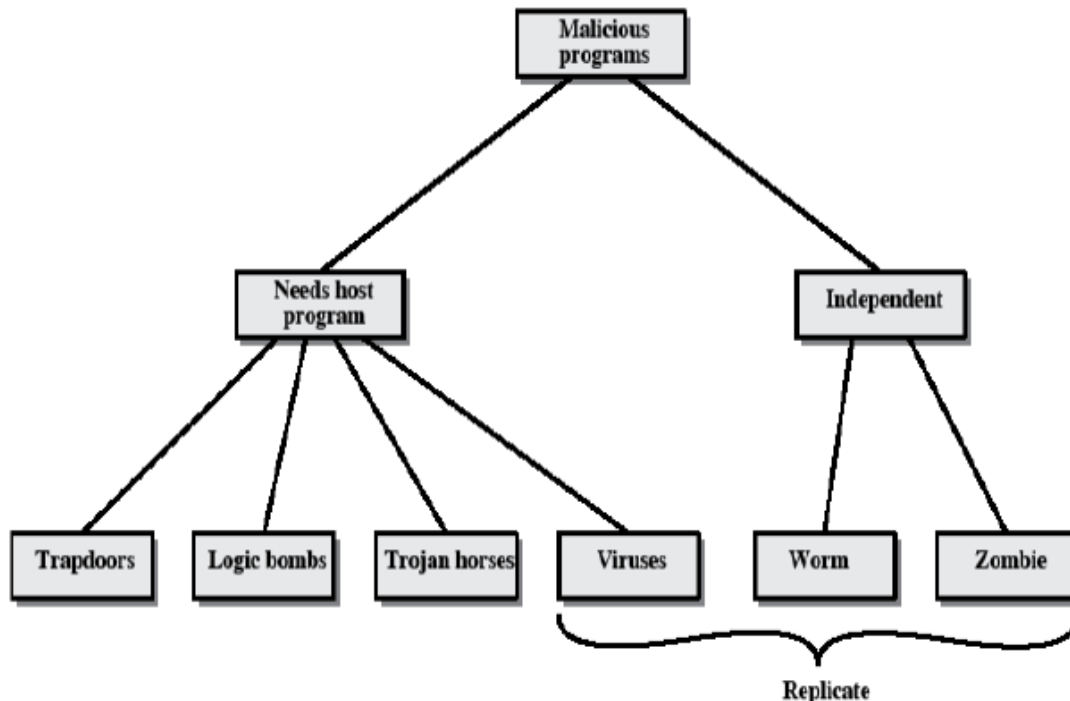 Malicious
programs
Needs host
program
Independent
Trapdoors
Logic bombs
Trojan horses
Viruses
Worm
Zombie
Replicate